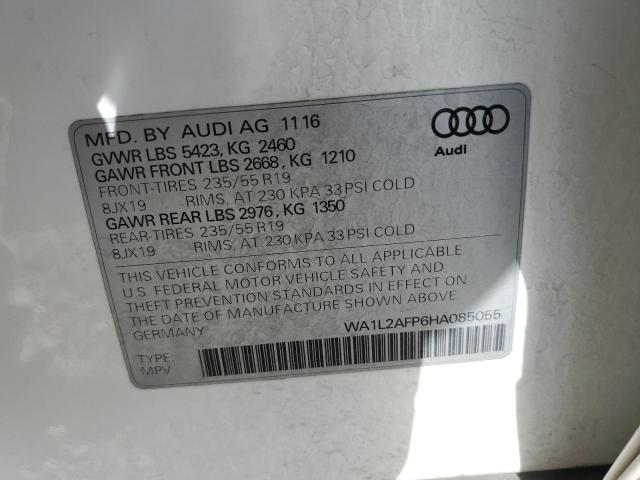 MFD. BY AUDI AG 1116
GVWR LBS 5423, KG 2460
GAWR FRONT LBS 2668, KG 1210
FRONT-TIRES 235/55 R19
8JX19 RIMS, AT 230 KPA 33 PSI COLD
GAWR REAR LBS 2976, KG 1350
REAR-TIRES 235/55 R19
8JX19 RIMS, AT 230 KPA 33 PSI COLD
Audi
THIS VEHICLE CONFORMS TO ALL APPLICABLE
U.S FEDERAL MOTOR VEHICLE SAFETY AND
THEFT PREVENTION STANDARDS IN EFFECT ON
THE DATE OF MANUFACTURE SHOWN ABOVE.
GERMANY
WA1L2AFP6HA085055
TYPE:
MPV